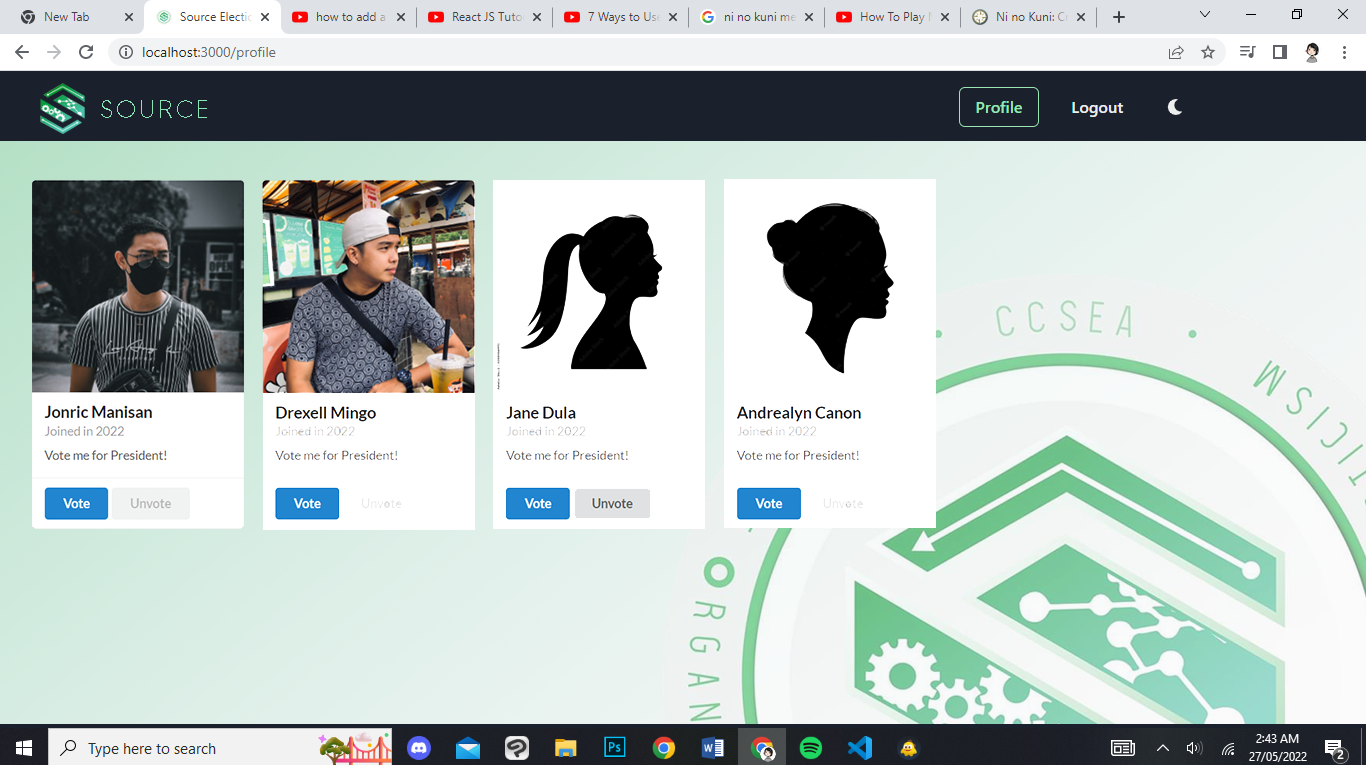 New Tab
Source Electio
how to add a
React JS Tuto
7 Ways to Use
ni no kuni me
How To Play
Ni no Kuni: Cr
localhost:3000/profile
SOURCE
Profile
Logout
CCSEA
TICISM
ORGAN
Jonric Manisan
Joined in 2022
Vote me for President!
Vote
Unvote
Drexell Mingo
Joined in 2022
Vote me for President!
Vote
Unvote
Jane Dula
Joined in 2022
Vote me for President!
Vote
Unvote
Andrealyn Canon
Joined in 2022
Vote me for President!
Vote
Unvote
Type here to search
Ps
W
2:43 AM
27/05/2022
2